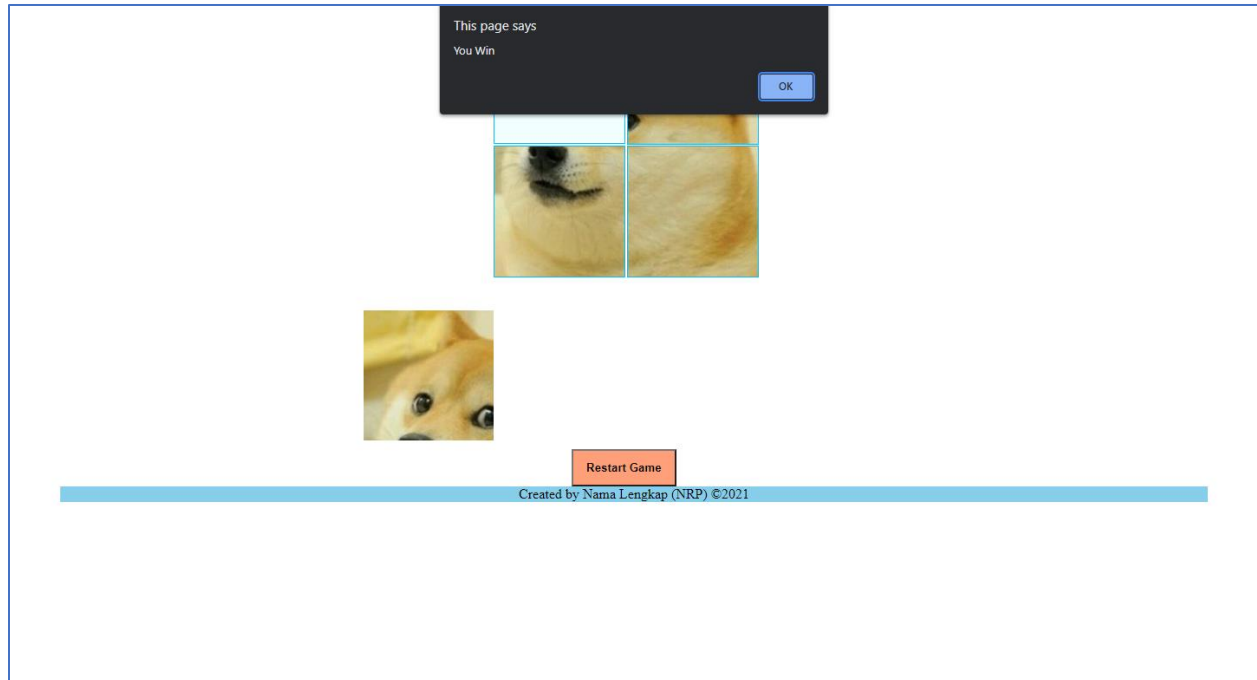 This page says
You Win
OK
Restart Game
Created by Nama Lengkap (NRP) ©2021